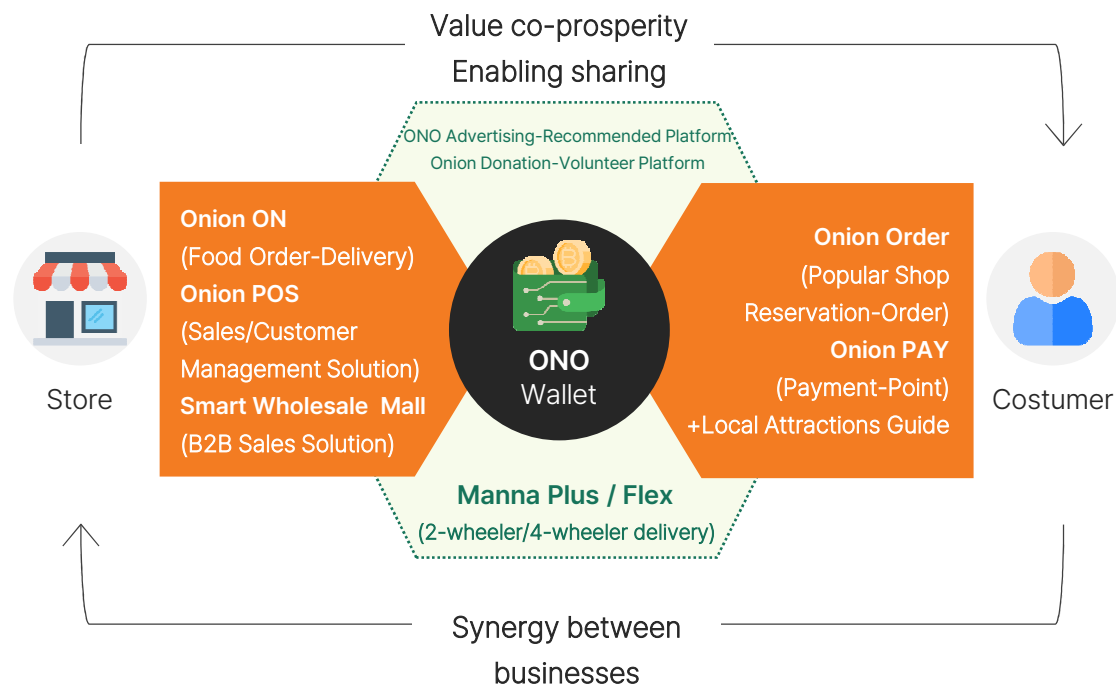 Value co-prosperity
Enabling sharing
ONO Advertising-Recommended Platform
Onion Donation-Volunteer Platform
Onion ON
(Food Order-Delivery)
Onion POS
(Sales/Customer
Management Solution)
Smart Wholesale Mall
(B2B Sales Solution)
Store
ONO
Wallet
Onion Order
(Popular Shop
Reservation-Order)
Onion PAY
(Payment-Point)
+Local Attractions Guide
Costumer
Manna Plus / Flex
(2-wheeler/4-wheeler delivery)
Synergy between
businesses